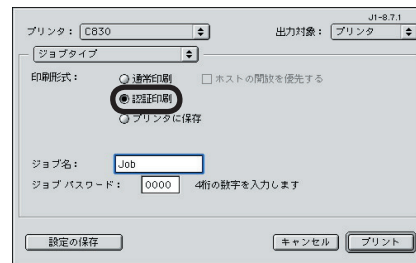 J1-8.7.1
プリンタ： C830 出力対象： プリンタ
ジョブタイプ
印刷形式： 通常印刷 ホストの開放を優先する
認証印刷
プリンタに保存
ジョブ名： Job
ジョブ パスワード： 0000 4桁の数字を入力します
設定の保存 キャンセル プリント